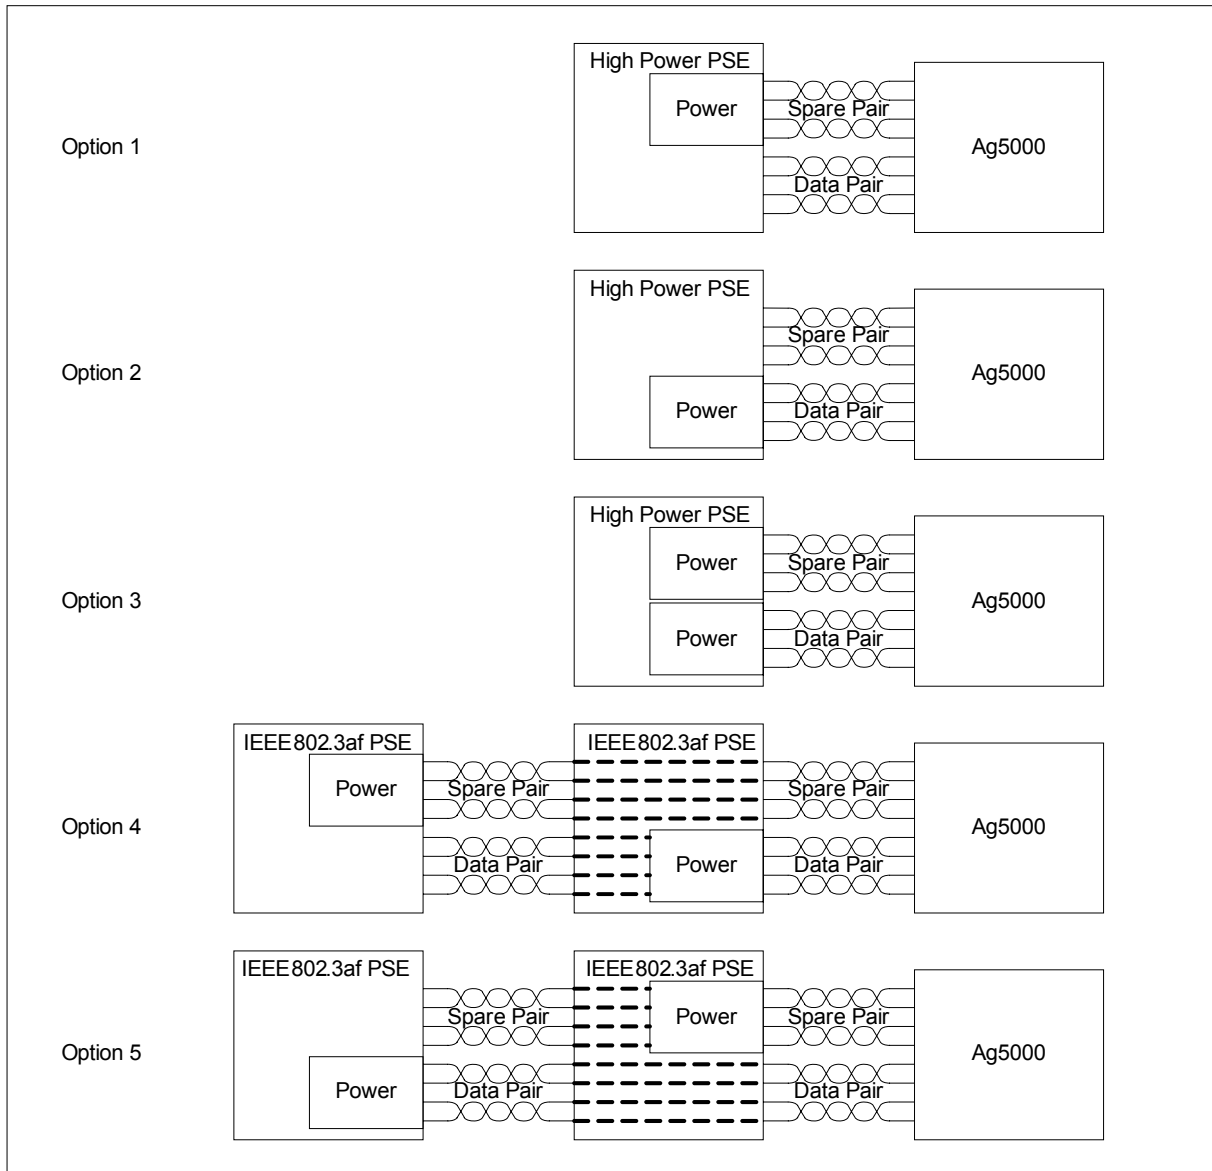 High Power PSE
Power
Spare Pair
Option 1
Ag5000
Data Pair
High Power PSE
Spare Pair
Option 2
Ag5000
Power
Data Pair
High Power PSE
Power
Spare Pair
Option 3
Ag5000
Power
Data Pair
IEEE802.3af PSE
IEEE802.3af PSE
Power
Spare Pair
Spare Pair
Option 4
Ag5000
Data Pair
Power
Data Pair
IEEE802.3af PSE
IEEE802.3af PSE
Spare Pair
Power
Spare Pair
Option 5
Ag5000
Power
Data Pair
Data Pair